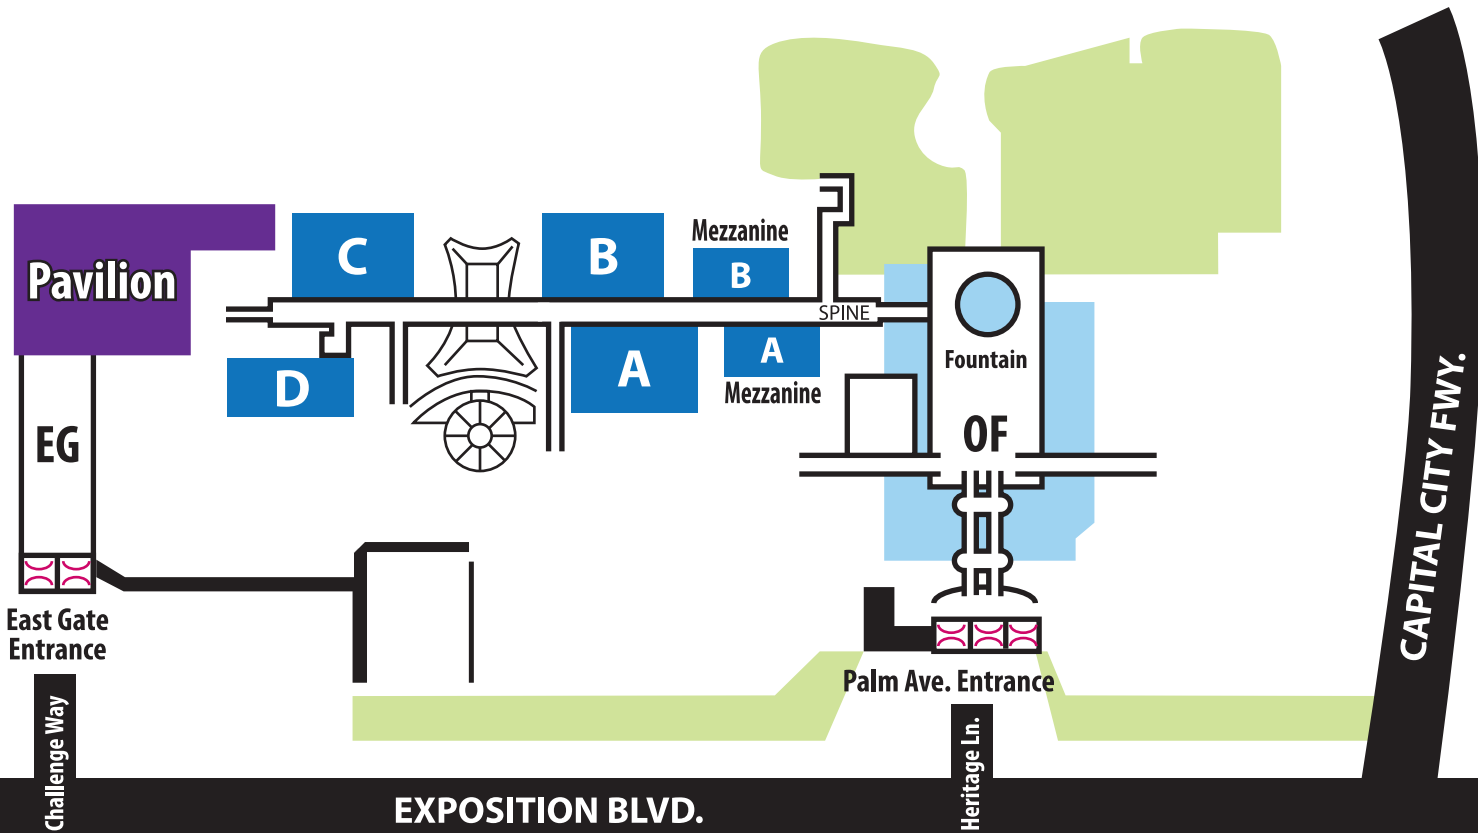 Mezzanine
B
C
B
Pavilion
SPINE
A
Mezzanine
A
D
Fountain
OF
EG
CAPITAL CITY FWY.
East Gate
Entrance
Palm Ave. Entrance
Challenge Way
Heritage Ln.
EXPOSITION BLVD.